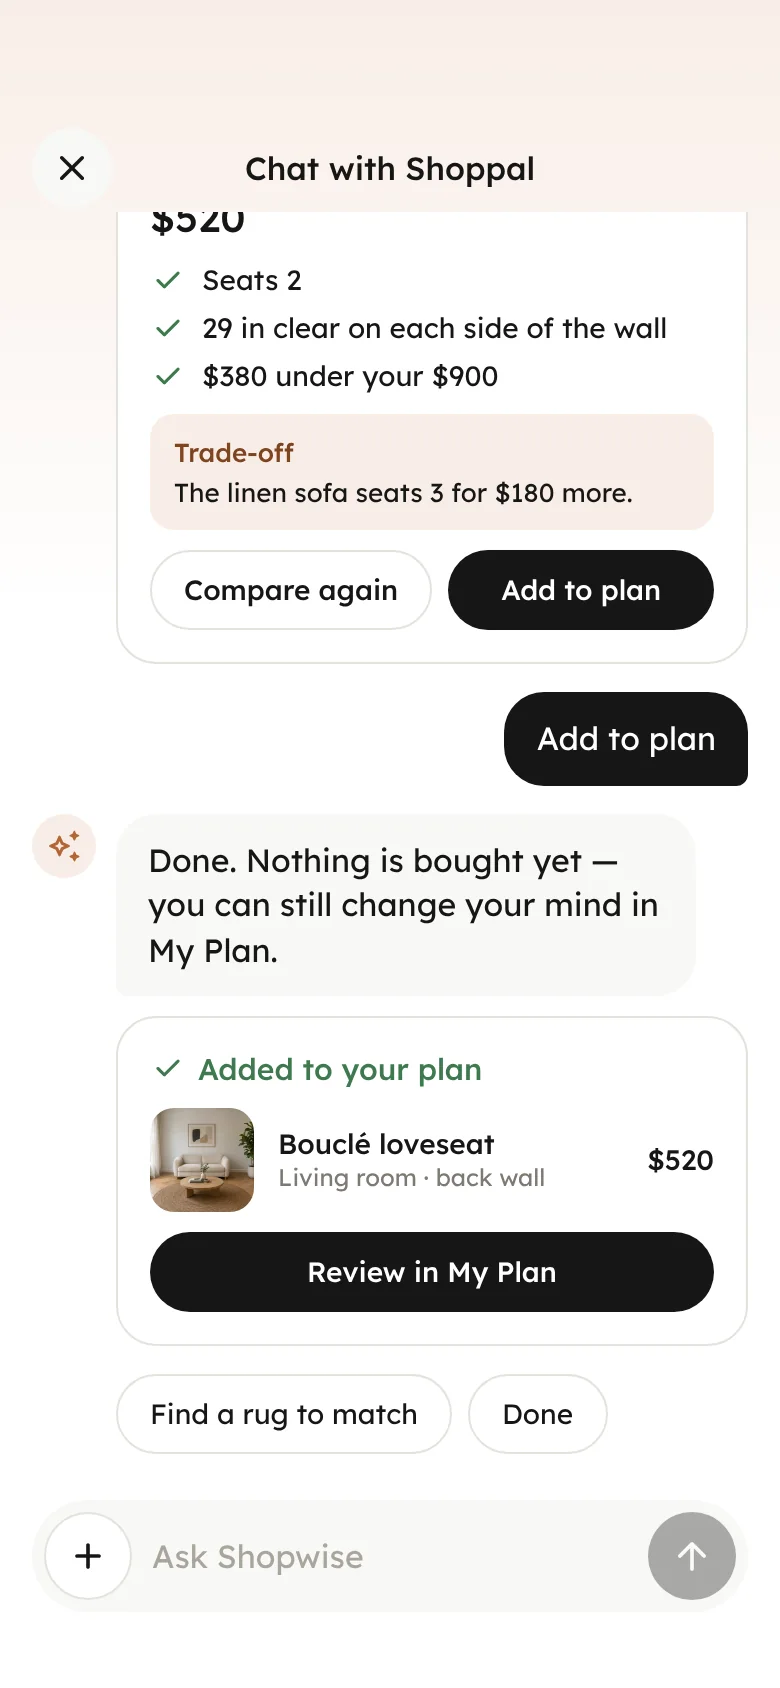 Chat with Shoppal
$520
Seats 2
29 in clear on each side of the wall
$380 under your $900
Trade-off
The linen sofa seats 3 for $180 more.
Compare again
Add to plan
Add to plan
Done. Nothing is bought yet —
you can still change your mind in
My Plan.
Added to your plan
Bouclé loveseat
Living room · back wall
$520
Review in My Plan
Find a rug to match
Done
Ask Shopwise